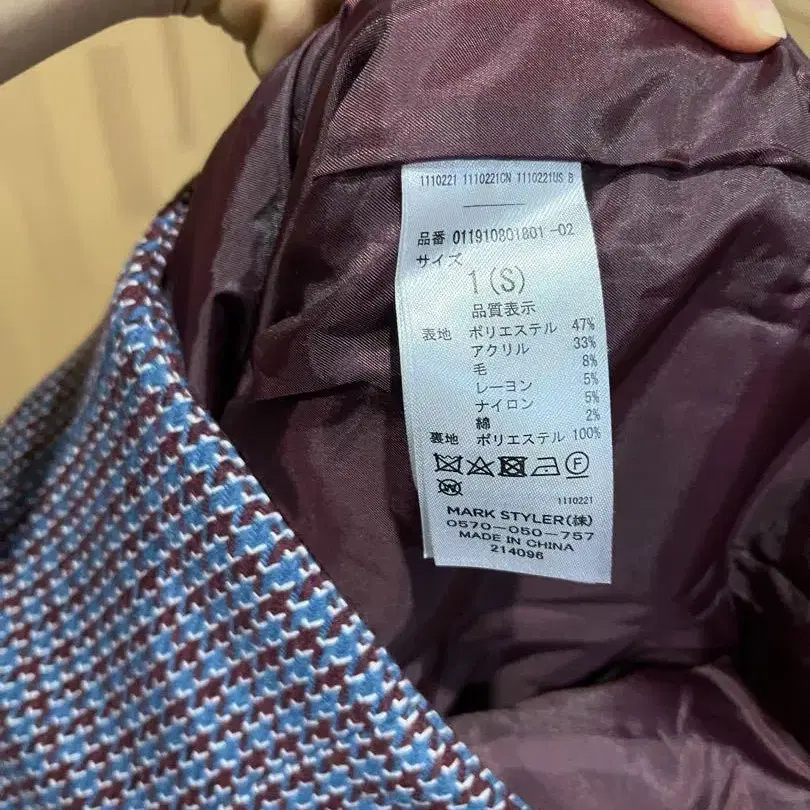 1110221 1110221CN 1110221US B
品番 011910801801-02
サイズ
1(S)
品質表示
表地 ポリエステル 47%
アクリル 33%
毛 8%
レーヨン 5%
ナイロン 5%
綿 2%
裏地 ポリエステル 100%
F
W
1110221
MARK STYLER(株)
0570-050-757
MADE IN CHINA
214096